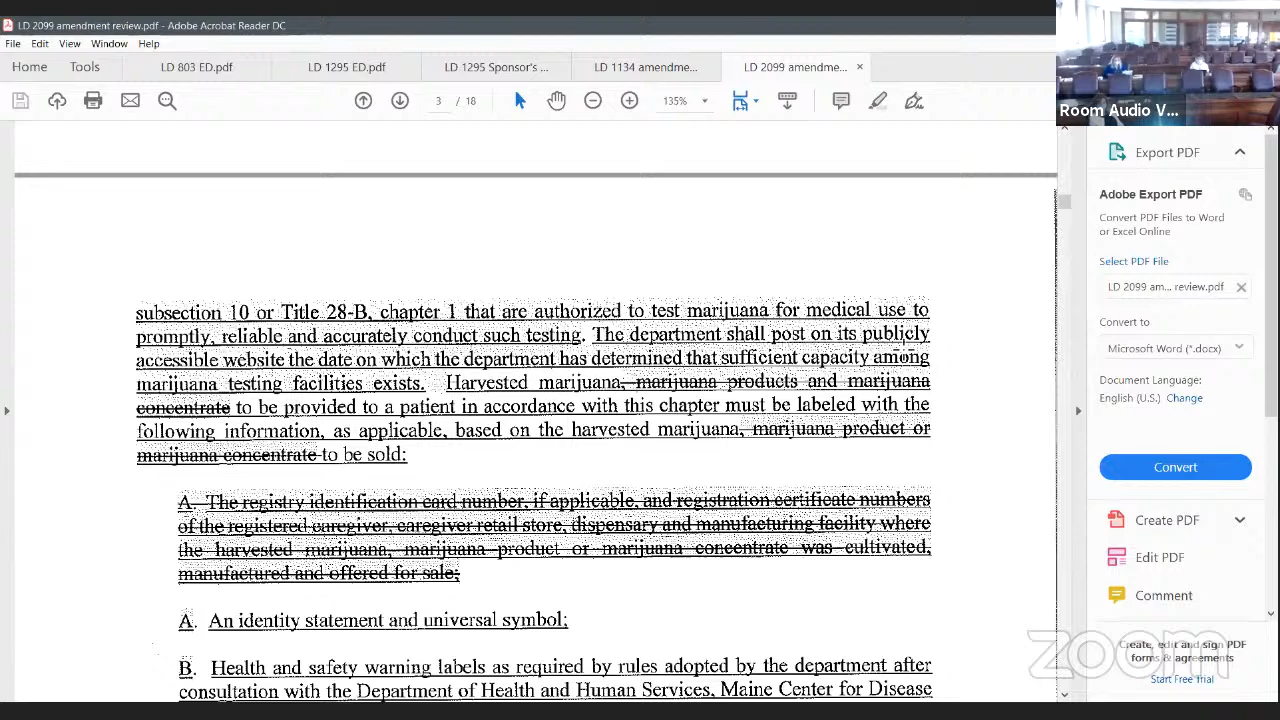 LD 2099 amendment review.pdf - Adobe Acrobat Reader DC
File Edit View Window Help
Home Tools LD 803 ED.pdf LD 1295 ED.pdf LD 1295 Sponsor's ... LD 1134 amendme... LD 2099 amendme... ×
3 / 18 135%
Room Audio V...
Export PDF
Adobe Export PDF
Convert PDF Files to Word
or Excel Online
Select PDF File
LD 2099 am... review.pdf
Convert to
Microsoft Word (*.docx)
Document Language:
English (U.S.) Change
Convert
Create PDF
Edit PDF
Comment
Create, edit and sign PDF
forms & agreements
Start Free Trial
subsection 10 or Title 28-B, chapter 1 that are authorized to test marijuana for medical use to
promptly, reliable and accurately conduct such testing. The department shall post on its publicly
accessible website the date on which the department has determined that sufficient capacity among
marijuana testing facilities exists. Harvested marijuana, marijuana products and marijuana
concentrate to be provided to a patient in accordance with this chapter must be labeled with the
following information, as applicable, based on the harvested marijuana, marijuana product or
marijuana concentrate to be sold:
A. The registry identification card number, if applicable, and registration certificate numbers
of the registered caregiver, caregiver retail store, dispensary and manufacturing facility where
the harvested marijuana, marijuana product or marijuana concentrate was cultivated,
manufactured and offered for sale;
A. An identity statement and universal symbol;
B. Health and safety warning labels as required by rules adopted by the department after
consultation with the Department of Health and Human Services, Maine Center for Disease
zoom